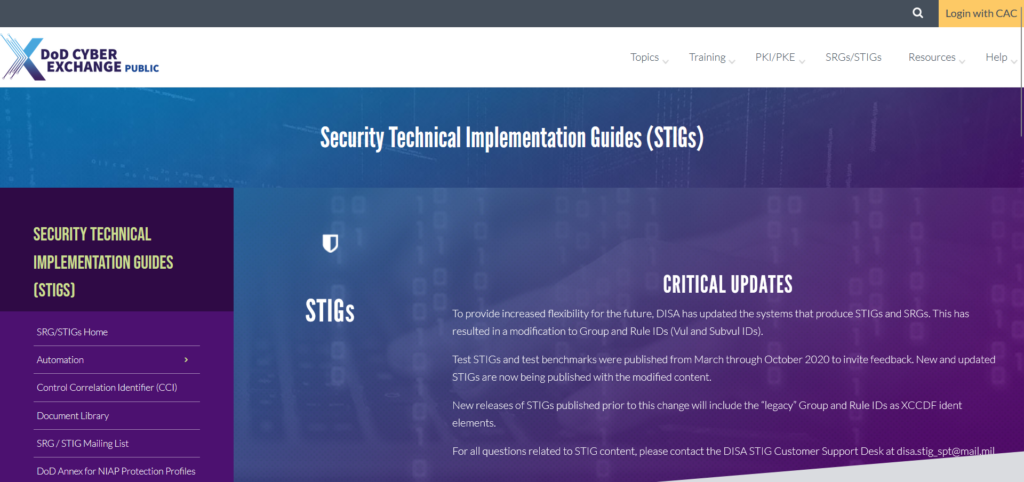 Login with CAC
DoD CYBER
EXCHANGE PUBLIC
Topics Training PKI/PKE SRGs/STIGs Resources Help
Security Technical Implementation Guides (STIGs)
SECURITY TECHNICAL
IMPLEMENTATION GUIDES
(STIGS)
SRG/STIGs Home
Automation
Control Correlation Identifier (CCI)
Document Library
SRG / STIG Mailing List
DoD Annex for NIAP Protection Profiles
STIGs
CRITICAL UPDATES
To provide increased flexibility for the future, DISA has updated the systems that produce STIGs and SRGs. This has
resulted in a modification to Group and Rule IDs (Vul and Subvul IDs).
Test STIGs and test benchmarks were published from March through October 2020 to invite feedback. New and updated
STIGs are now being published with the modified content.
New releases of STIGs published prior to this change will include the "legacy" Group and Rule IDs as XCCDF ident
elements.
For all questions related to STIG content, please contact the DISA STIG Customer Support Desk at disa.stig_spt@mail.mil